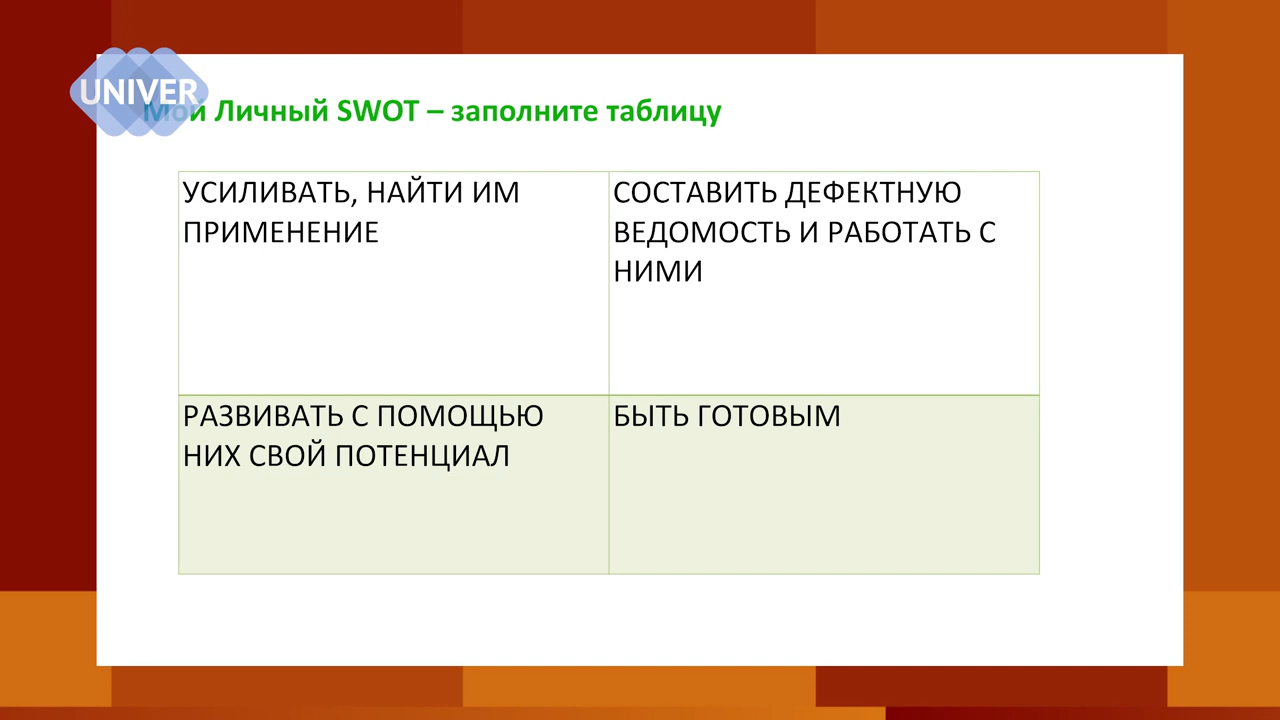 UNIVER
Мой Личный SWOT – заполните таблицу
УСИЛИВАТЬ, НАЙТИ ИМ
ПРИМЕНЕНИЕ
СОСТАВИТЬ ДЕФЕКТНУЮ
ВЕДОМОСТЬ И РАБОТАТЬ С
НИМИ
РАЗВИВАТЬ С ПОМОЩЬЮ
НИХ СВОЙ ПОТЕНЦИАЛ
БЫТЬ ГОТОВЫМ